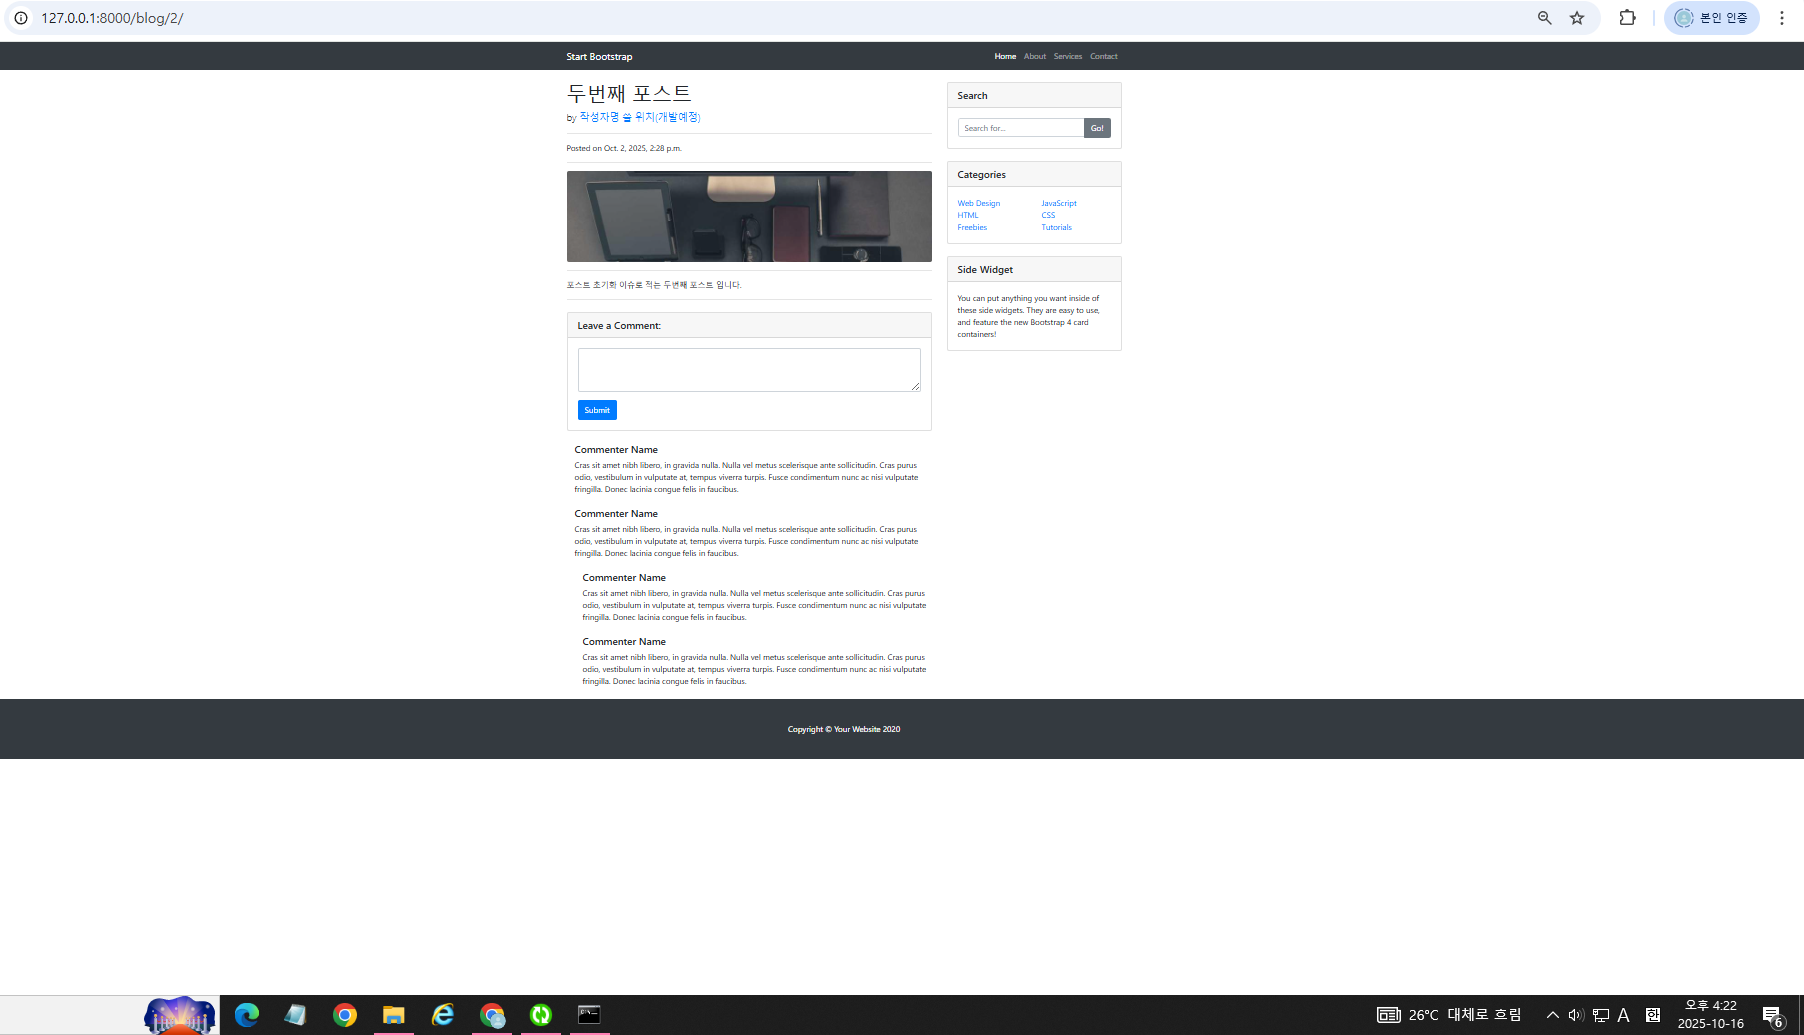 127.0.0.1:8000/blog/2/
본인 인증
Start Bootstrap
Home About Services Contact
두번째 포스트
by 작성자명 쓸 위치(개발예정)
Posted on Oct. 2, 2025, 2:28 p.m.
포스트 초기화 이슈로 적는 두번째 포스트 입니다.
Leave a Comment:
Submit
Commenter Name
Cras sit amet nibh libero, in gravida nulla. Nulla vel metus scelerisque ante sollicitudin. Cras purus
odio, vestibulum in vulputate at, tempus viverra turpis. Fusce condimentum nunc ac nisi vulputate
fringilla. Donec lacinia congue felis in faucibus.
Commenter Name
Cras sit amet nibh libero, in gravida nulla. Nulla vel metus scelerisque ante sollicitudin. Cras purus
odio, vestibulum in vulputate at, tempus viverra turpis. Fusce condimentum nunc ac nisi vulputate
fringilla. Donec lacinia congue felis in faucibus.
Commenter Name
Cras sit amet nibh libero, in gravida nulla. Nulla vel metus scelerisque ante sollicitudin. Cras purus
odio, vestibulum in vulputate at, tempus viverra turpis. Fusce condimentum nunc ac nisi vulputate
fringilla. Donec lacinia congue felis in faucibus.
Commenter Name
Cras sit amet nibh libero, in gravida nulla. Nulla vel metus scelerisque ante sollicitudin. Cras purus
odio, vestibulum in vulputate at, tempus viverra turpis. Fusce condimentum nunc ac nisi vulputate
fringilla. Donec lacinia congue felis in faucibus.
Search
Search for...
Go!
Categories
Web Design JavaScript
HTML CSS
Freebies Tutorials
Side Widget
You can put anything you want inside of
these side widgets. They are easy to use,
and feature the new Bootstrap 4 card
containers!
Copyright © Your Website 2020
26°C 대체로 흐림
A
한
오후 4:22
2025-10-16
6